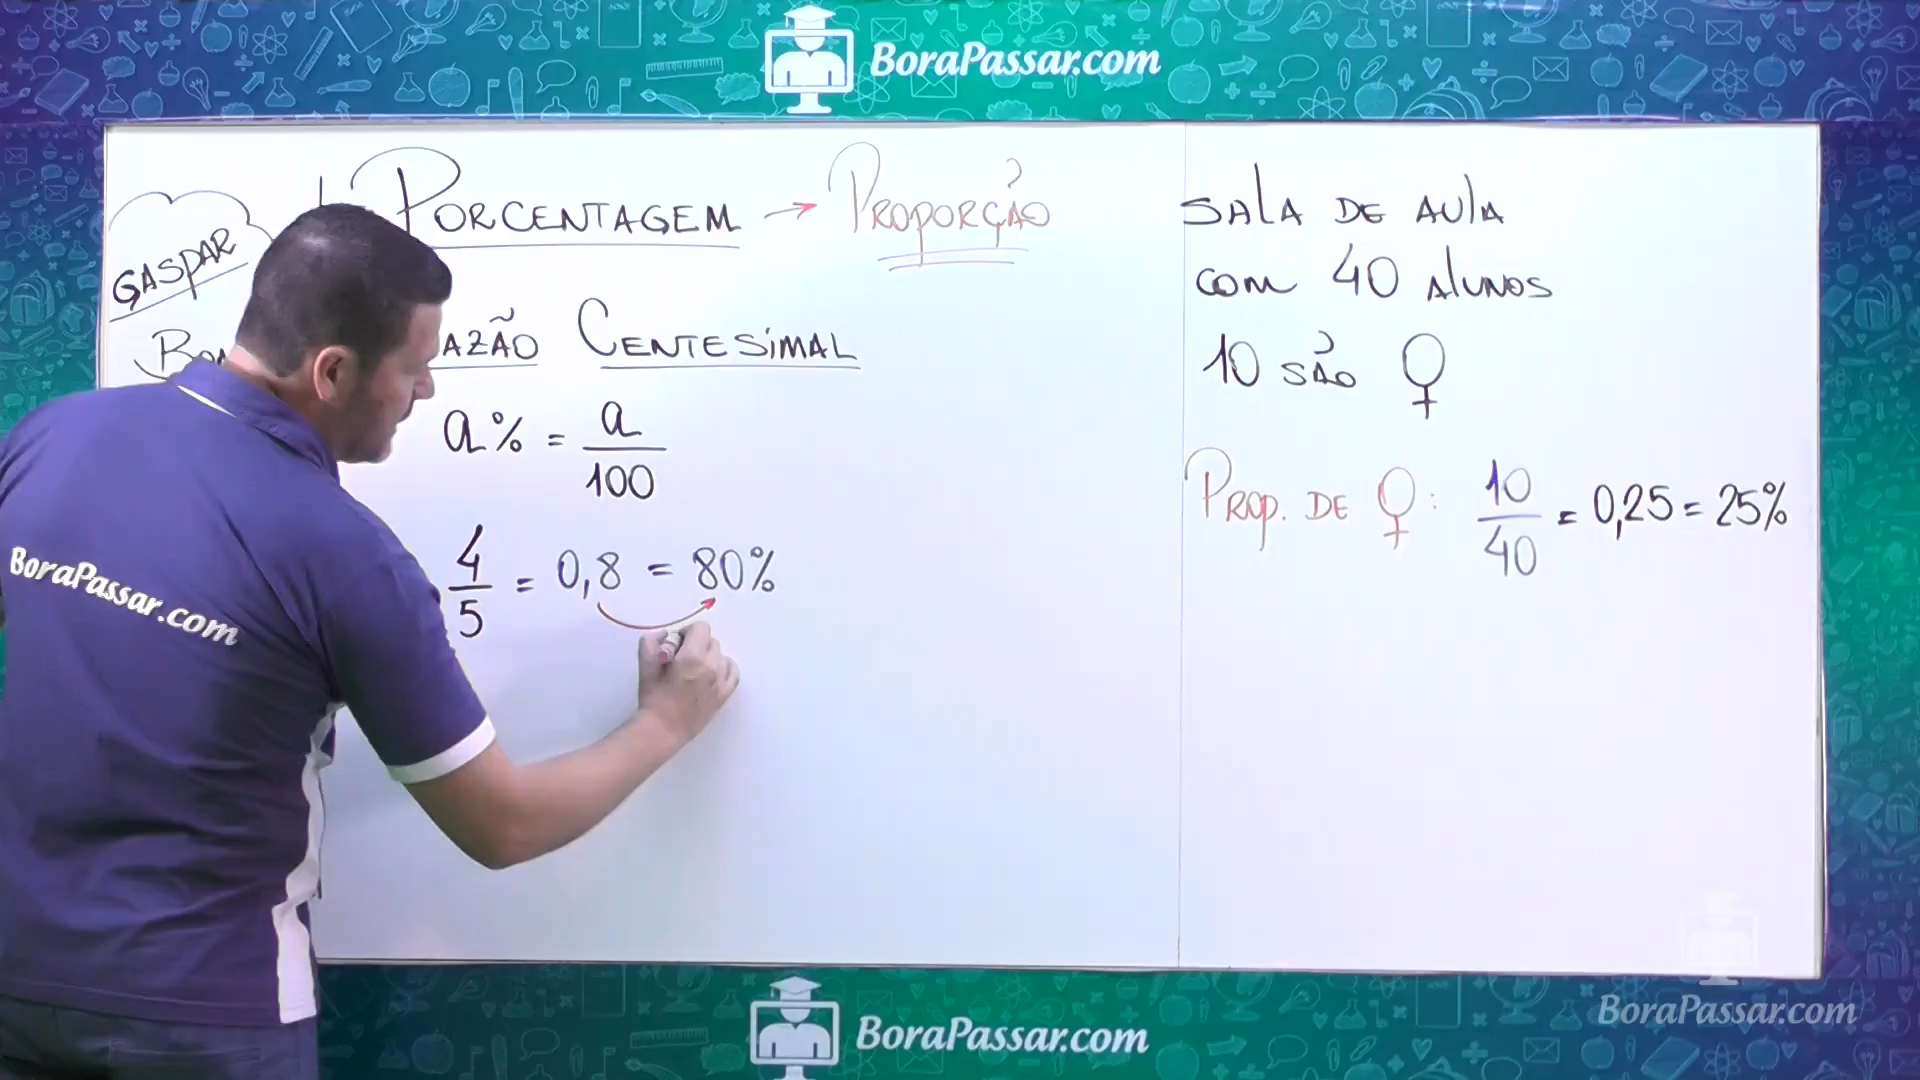 BoraPassar.com
PORCENTAGEM → PROPORÇÃO
GASPAR
AZÃO CENTESIMAL
a% = a/100
4/5 = 0,8 = 80%
SALA DE AULA
COM 40 ALUNOS
10 SÃO ♀
PROP. DE ♀: 10/40 = 0,25 = 25%
BoraPassar.com
BoraPassar.com
BoraPassar.com